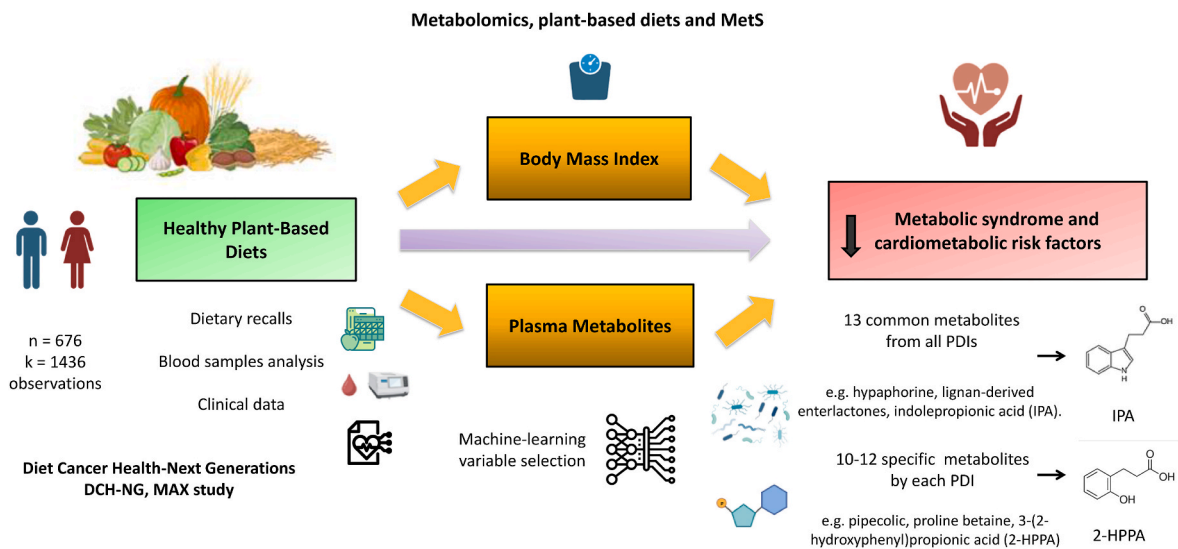 Metabolomics, plant-based diets and MetS
Body Mass Index
Healthy Plant-Based
Diets
Metabolic syndrome and
cardiometabolic risk factors
Plasma Metabolites
n = 676
k = 1436
observations
Dietary recalls
Blood samples analysis
Clinical data
Diet Cancer Health-Next Generations
DCH-NG, MAX study
Machine-learning
variable selection
P
13 common metabolites
from all PDIs
e.g. hypaphorine, lignan-derived
enterlactones, indolepropionic acid (IPA).
O
OH
N
H
IPA
10-12 specific metabolites
by each PDI
e.g. pipecolic, proline betaine, 3-(2-
hydroxyphenyl)propionic acid (2-HPPA)
O
OH
OH
2-HPPA